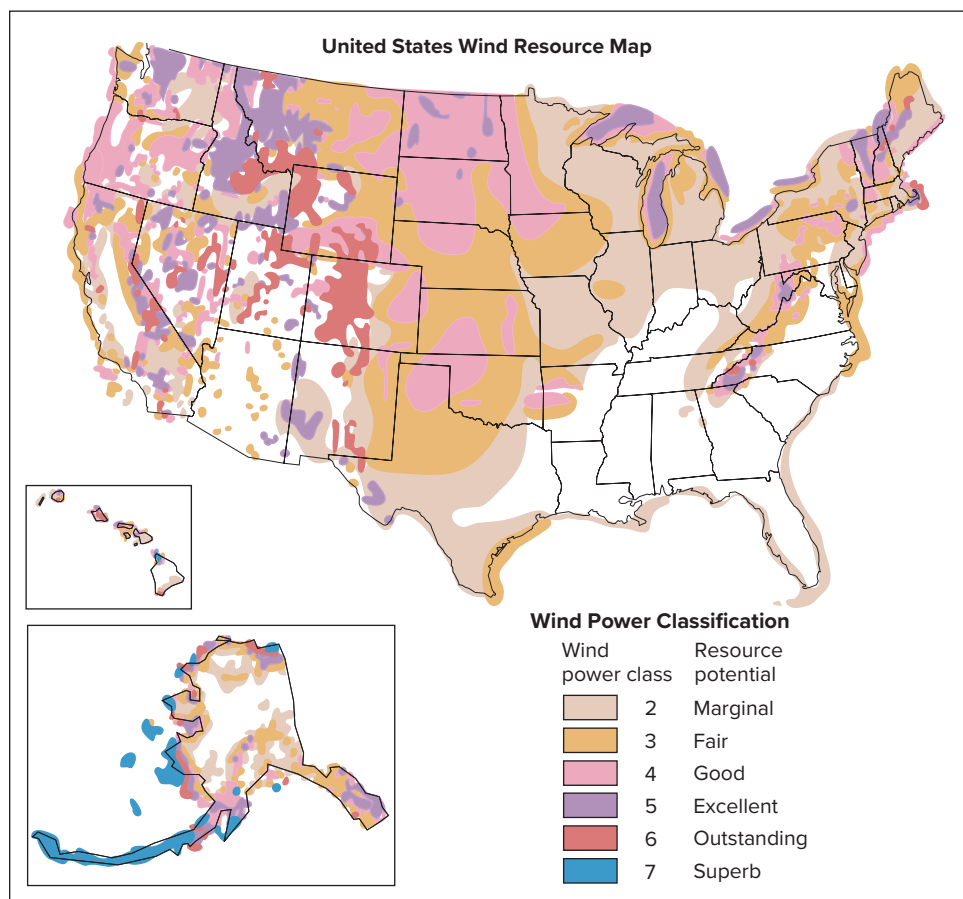 United States Wind Resource Map
Wind Power Classification
Wind power class
Resource potential
2 Marginal
3 Fair
4 Good
5 Excellent
6 Outstanding
7 Superb